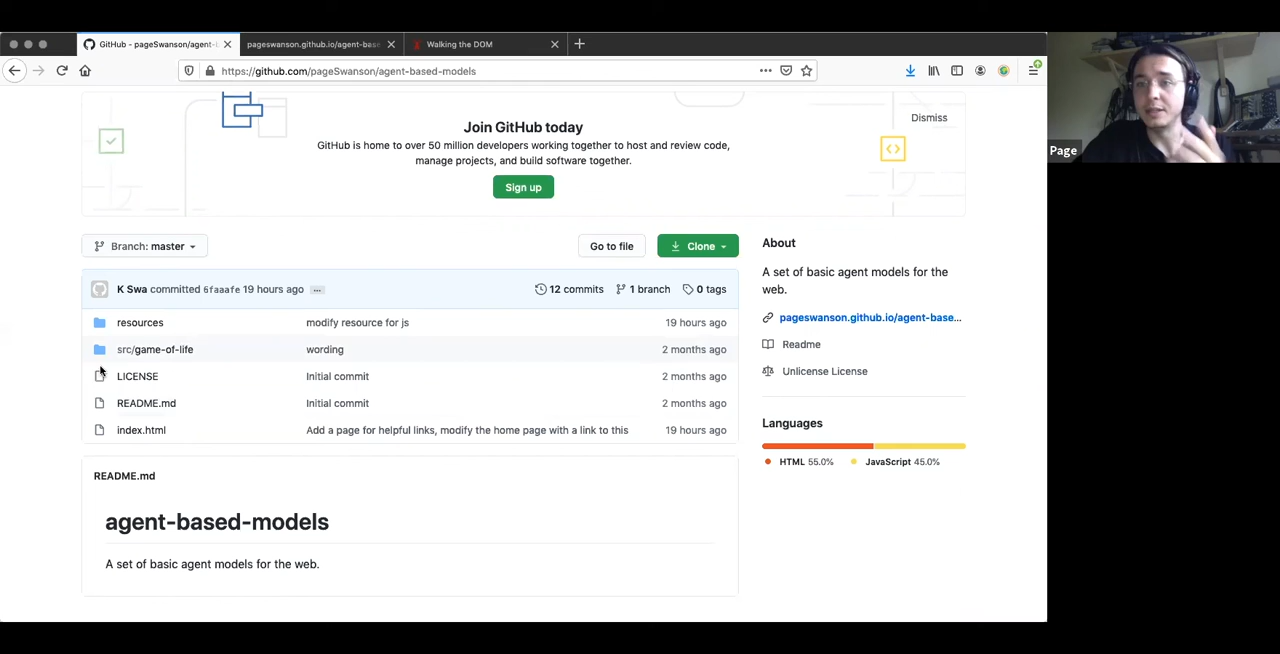 GitHub - pageSwanson/agent-
pageswanson.github.io/agent-base
Walking the DOM
https://github.com/pageSwanson/agent-based-models
Join GitHub today
Dismiss
GitHub is home to over 50 million developers working together to host and review code,
manage projects, and build software together.
Sign up
Page
Branch: master
Go to file
Clone
K Swa committed 6faaafe 19 hours ago
12 commits
1 branch
0 tags
resources
modify resource for js
19 hours ago
src/game-of-life
wording
2 months ago
LICENSE
Initial commit
2 months ago
README.md
Initial commit
2 months ago
index.html
Add a page for helpful links, modify the home page with a link to this
19 hours ago
README.md
agent-based-models
A set of basic agent models for the web.
About
A set of basic agent models for the
web.
pageswanson.github.io/agent-base...
Readme
Unlicense License
Languages
HTML 55.0%
JavaScript 45.0%